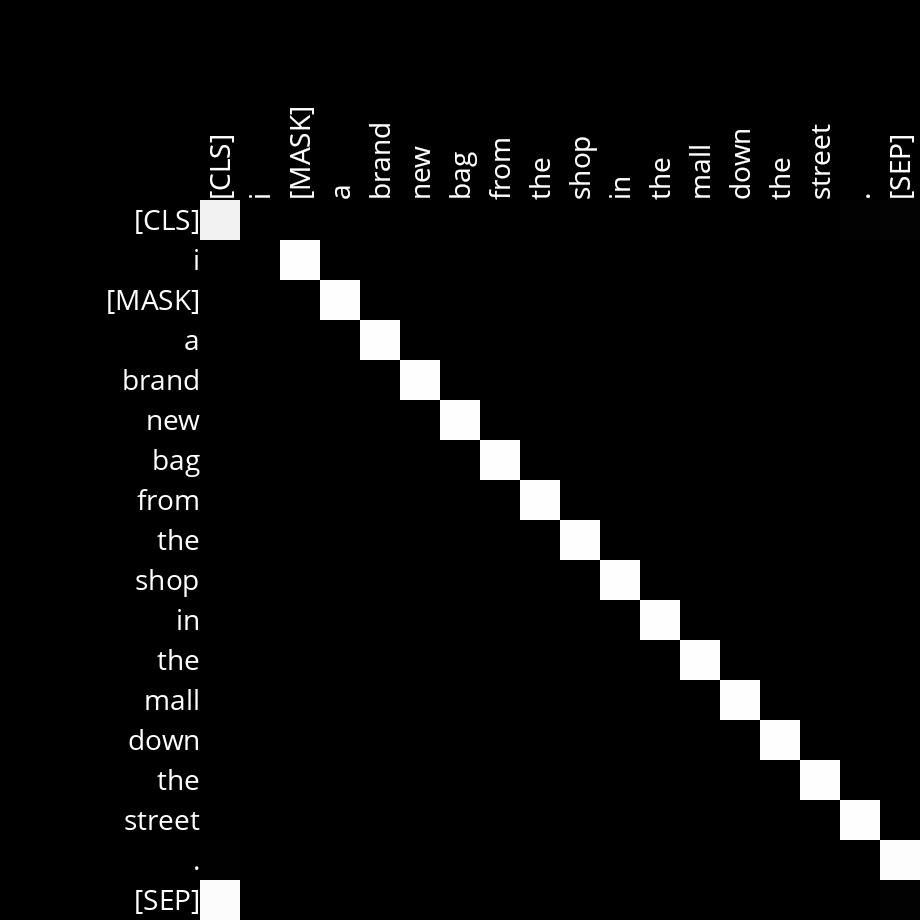 [CLS]
i
[MASK]
a
brand
new
bag
from
the
shop
in
the
mall
down
the
street
.
[SEP]
[CLS]
i
[MASK]
a
brand
new
bag
from
the
shop
in
the
mall
down
the
street
.
[SEP]